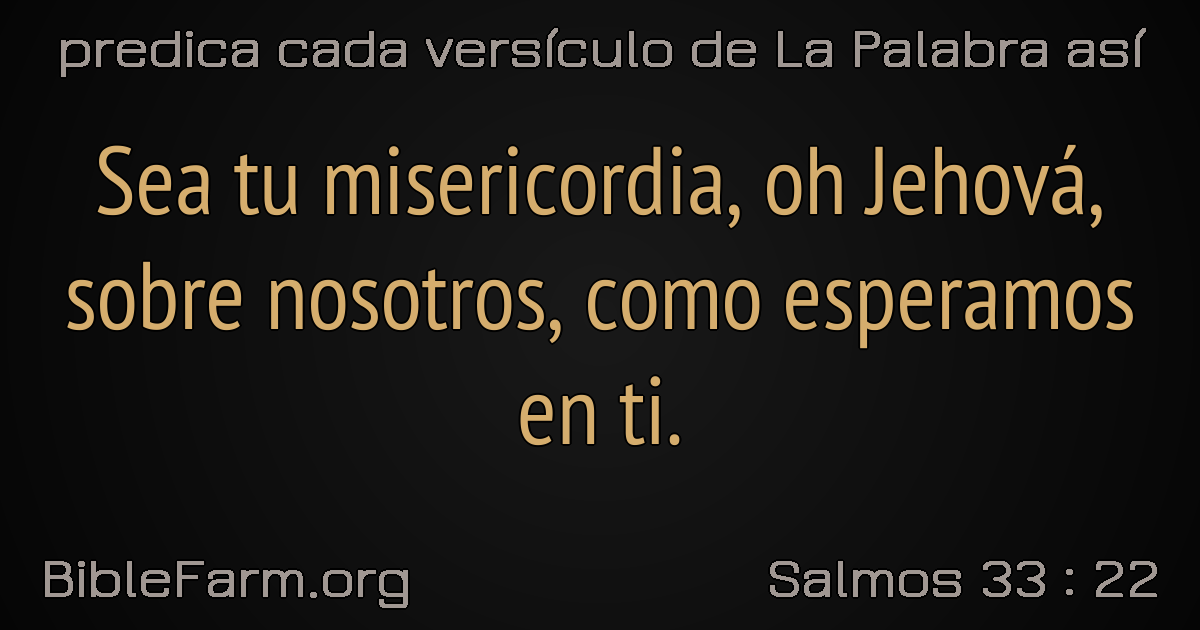 predica cada versículo de La Palabra así
Sea tu misericordia, oh Jehová,
sobre nosotros, como esperamos
en ti.
BibleFarm.org
Salmos 33 : 22